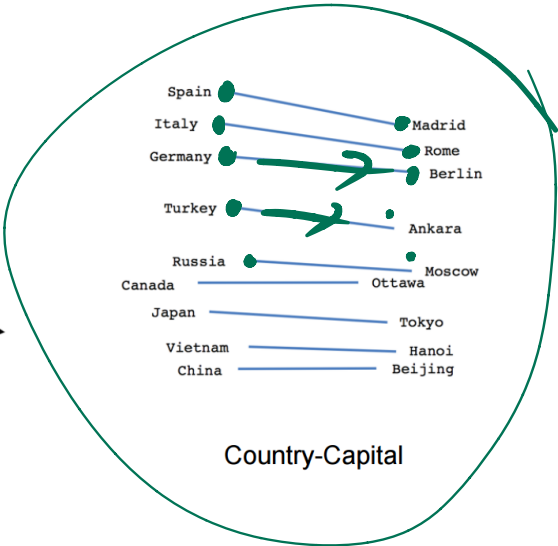 Spain Madrid
Italy Rome
Germany Berlin
Turkey Ankara
Russia Moscow
Canada Ottawa
Japan Tokyo
Vietnam Hanoi
China Beijing
Country-Capital